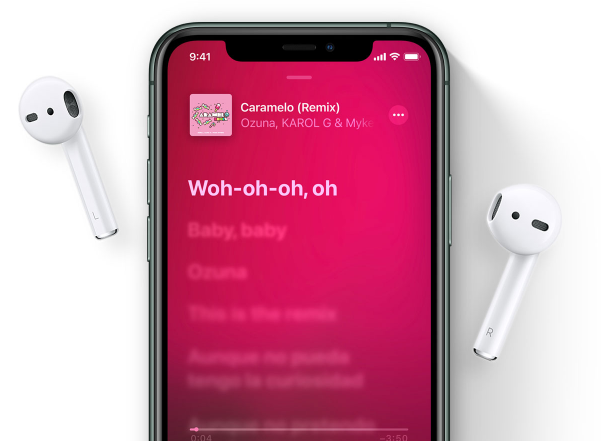 9:41
Caramelo (Remix)
Ozuna, KAROL G & Myke
Woh-oh-oh, oh
Baby, baby
Ozuna
This is the remix
Aunque no pueda
tengo la curiosidad
0:04
-3:50
L
R